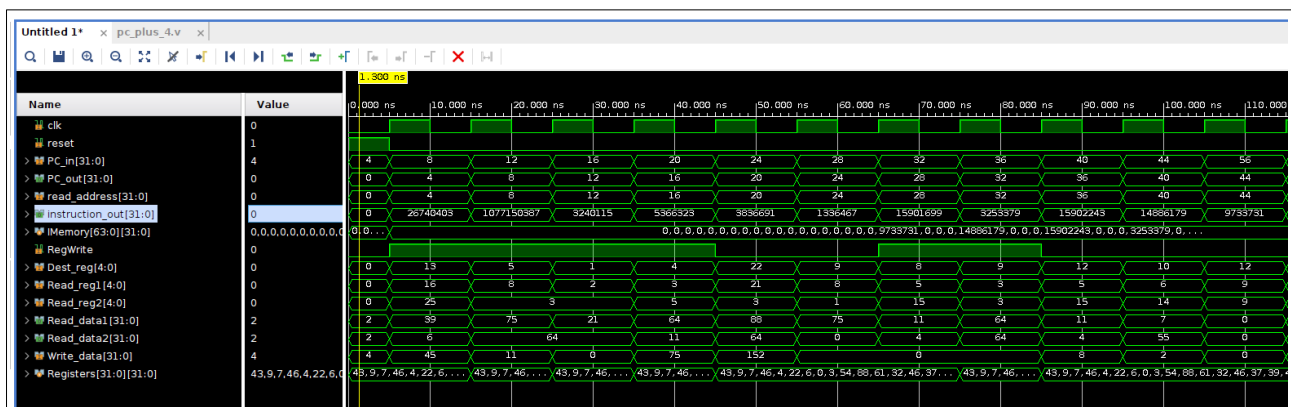 Untitled 1* × pc_plus_4.v ×
1.300 ns
Name Value 0.000 ns 10.000 ns 20.000 ns 30.000 ns 40.000 ns 50.000 ns 60.000 ns 70.000 ns 80.000 ns 90.000 ns 100.000 ns 110.000
clk 0
reset 1
PC_in[31:0] 4 4 8 12 16 20 24 28 32 36 40 44 56
PC_out[31:0] 0 0 4 8 12 16 20 24 28 32 36 40 44
read_address[31:0] 0 0 4 8 12 16 20 24 28 32 36 40 44
instruction_out[31:0] 0 0 26740403 1077150387 3240115 5366323 3836691 1336467 15901699 3253379 15902243 14886179 9733731
IMemory[63:0][31:0] 0,0,0,0,0,0,0,0,0,0 0,0... 0,0,0,0,0,0,0,0,0,0,0,0,0,0,0,0,0,0,0,0,9733731,0,0,0,14886179,0,0,0,15902243,0,0,0,3253379,0,...
RegWrite 0
Dest_reg[4:0] 0 0 13 5 1 4 22 9 8 9 12 10 12
Read_reg1[4:0] 0 0 16 8 2 3 21 8 5 3 5 6 9
Read_reg2[4:0] 0 0 25 3 5 3 1 15 3 15 14 9
Read_data1[31:0] 2 2 39 75 21 64 88 75 11 64 11 7 0
Read_data2[31:0] 2 2 6 64 11 64 0 4 64 4 55 0
Write_data[31:0] 4 4 45 11 0 75 152 0 8 2 0
Registers[31:0][31:0] 43,9,7,46,4,22,6,0 43,9,7,46,4,22,6,... 43,9,7,46,... 43,9,7,46,... 43,9,7,46,... 43,9,7,46,4,22,6,0,3,54,88,61,32,46,37... 43,9,7,46,... 43,9,7,46,4,22,6,0,3,54,88,61,32,46,37,39,4